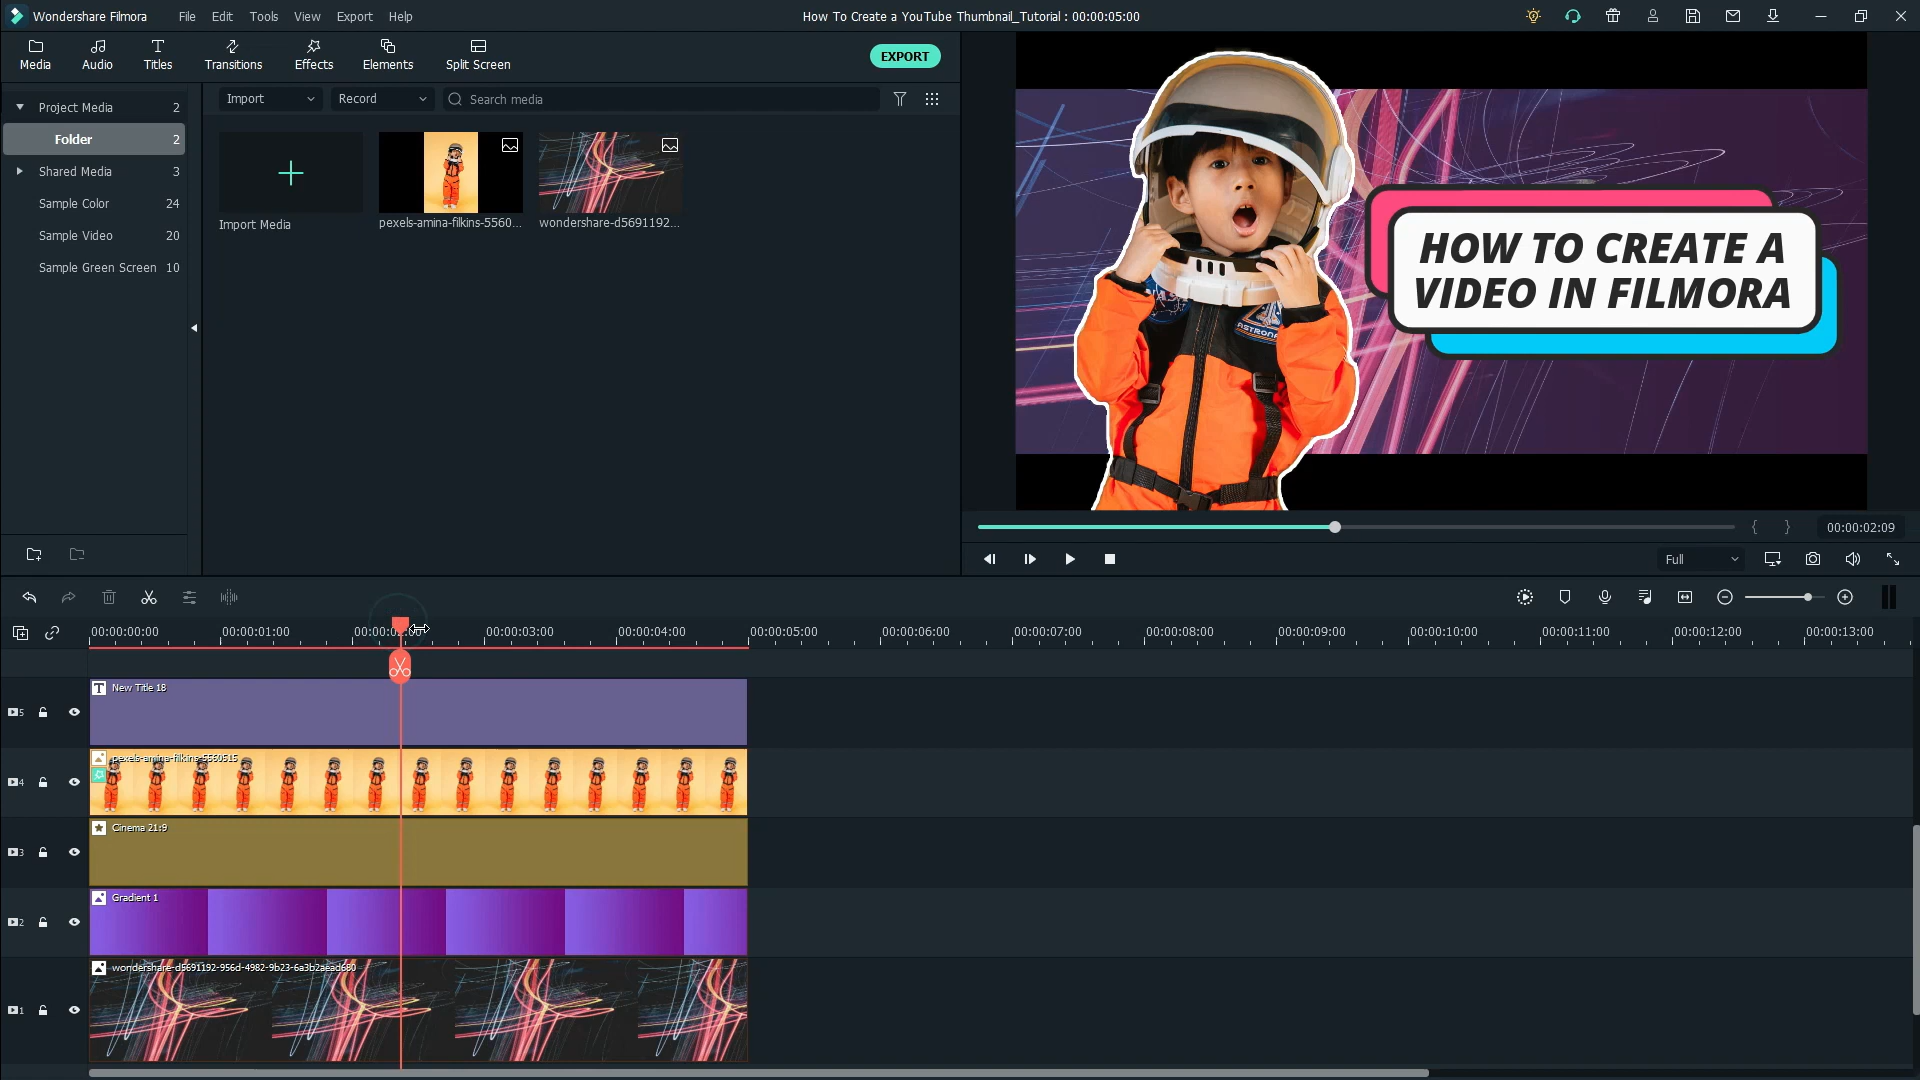 Wondershare Filmora
File Edit Tools View Export Help
How To Create a YouTube Thumbnail_Tutorial : 00:00:05:00
Media Audio Titles Transitions Effects Elements Split Screen
EXPORT
Project Media 2
Folder 2
Shared Media 3
Sample Color 24
Sample Video 20
Sample Green Screen 10
Import Record Search media
Import Media
pexels-amina-filkins-5560...
wondershare-d5691192...
HOW TO CREATE A
VIDEO IN FILMORA
{ } 00:00:02:09
Full
00:00:00:00 00:00:01:00 00:00:03:00 00:00:04:00 00:00:05:00 00:00:06:00 00:00:07:00 00:00:08:00 00:00:09:00 00:00:10:00 00:00:11:00 00:00:12:00 00:00:13:00
5
T New Title 18
4
pexels-amina-filkins-5560515
3
Cinema 21:9
2
Gradient 1
1
wondershare-d5691192-956d-4982-9b23-6a3b2aead680